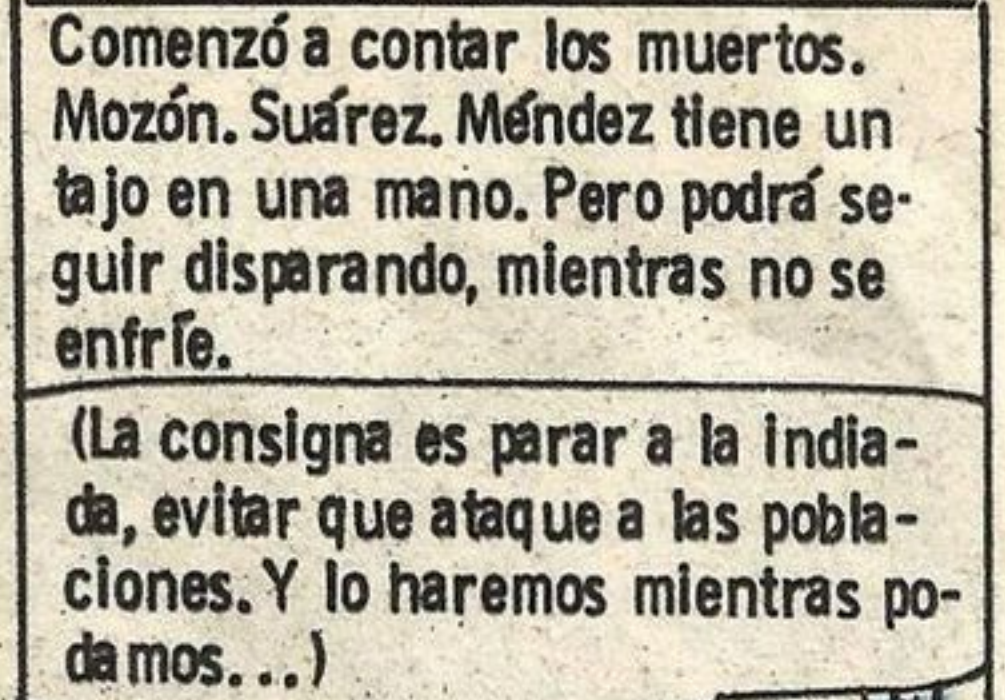 Comenzó a contar los muertos.
Mozón. Suárez. Méndez tiene un
tajo en una mano. Pero podrá se-
guir disparando, mientras no se
enfríe.
(La consigna es parar a la india-
da, evitar que ataque a las pobla-
ciones. Y lo haremos mientras po-
damos...)